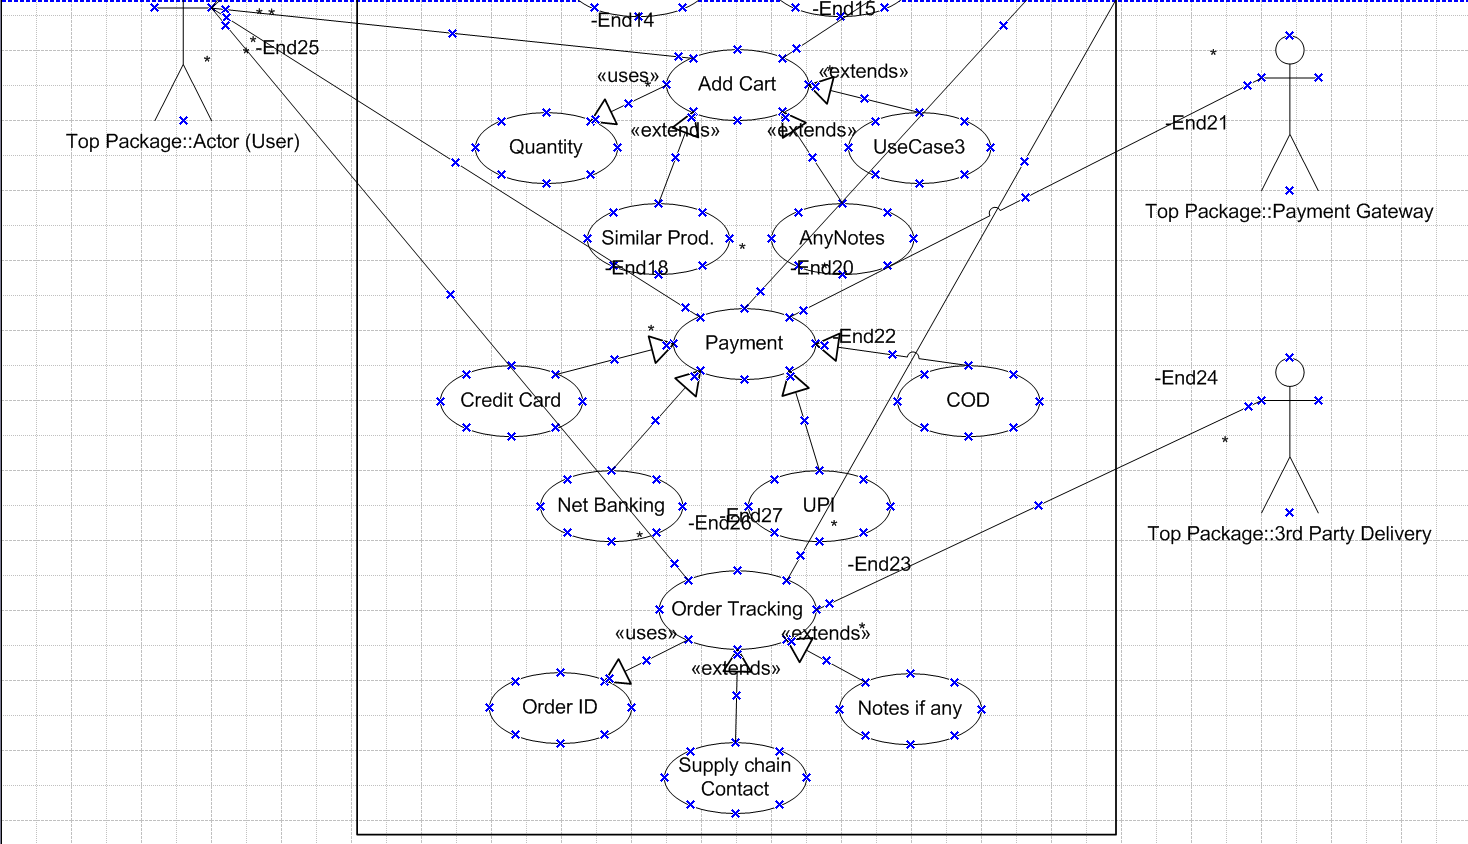 -End14
-End15
* *
*
*
-End25
*
*
«uses»
*
Add Cart
«extends»
-End21
«extends»
«extends»
Top Package::Actor (User)
Quantity
UseCase3
Top Package::Payment Gateway
Similar Prod.
AnyNotes
*
-End18
-End20
*
-End22
Payment
-End24
Credit Card
COD
*
Net Banking
UPI
-End26
-End27
*
*
Top Package::3rd Party Delivery
-End23
Order Tracking
«uses»
«extends»
*
«extends»
Order ID
Notes if any
Supply chain
Contact